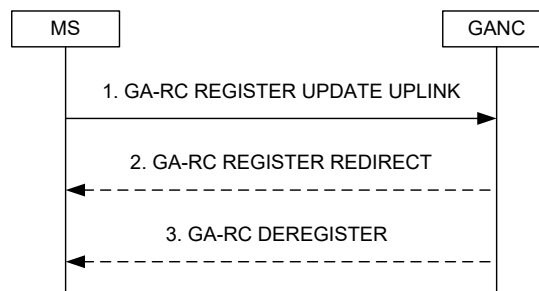 MS
GANC
1. GA-RC REGISTER UPDATE UPLINK
2. GA-RC REGISTER REDIRECT
3. GA-RC DEREGISTER